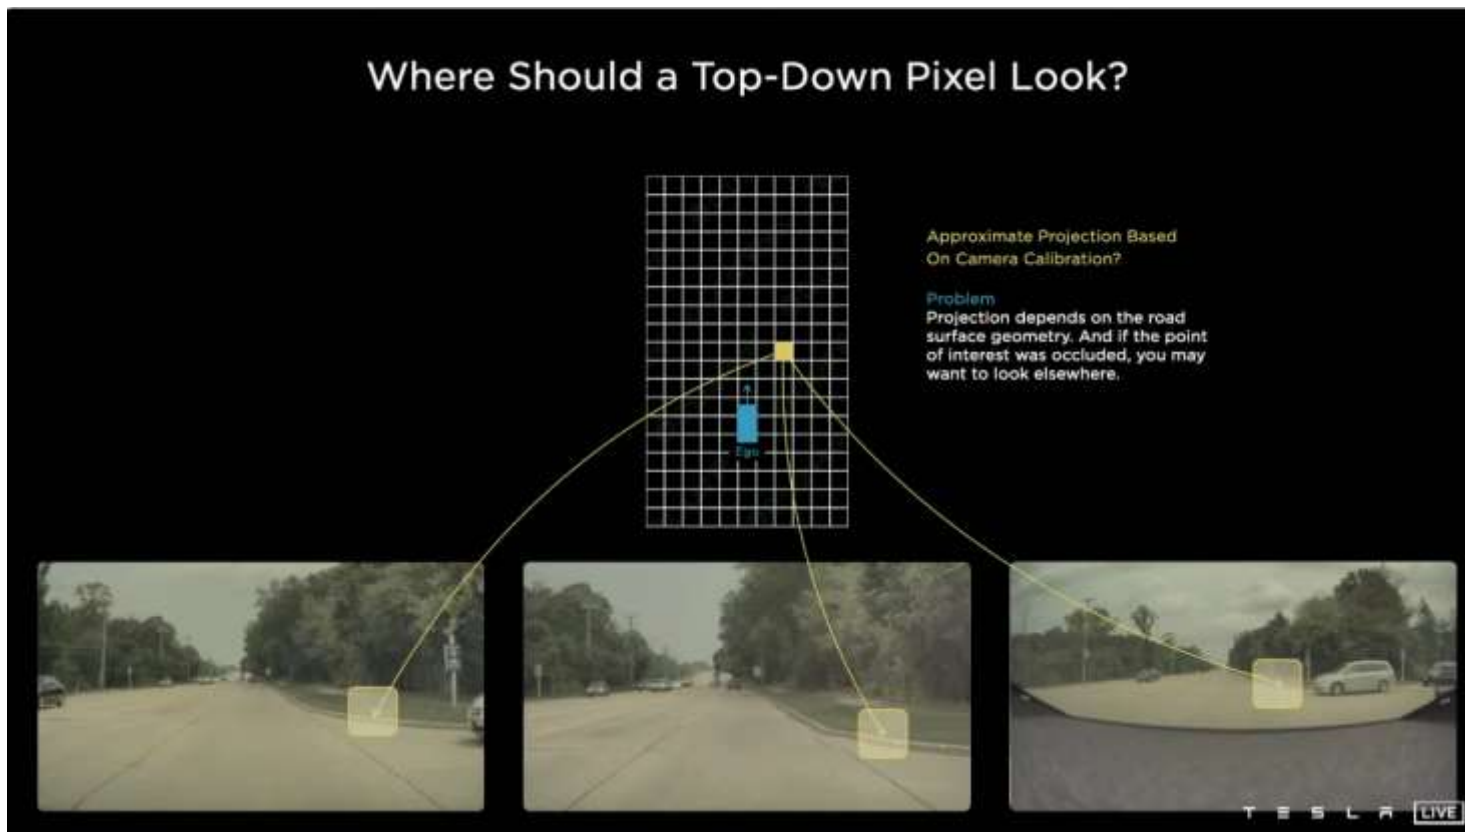 Where Should a Top-Down Pixel Look?
Approximate Projection Based
On Camera Calibration?
Problem
Projection depends on the road
surface geometry. And if the point
of interest was occluded, you may
want to look elsewhere.
Ego
TESLA LIVE